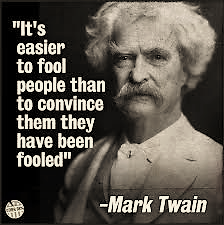 "It's
easier
to fool
people than
to convince
them they
have been
fooled"
–Mark Twain